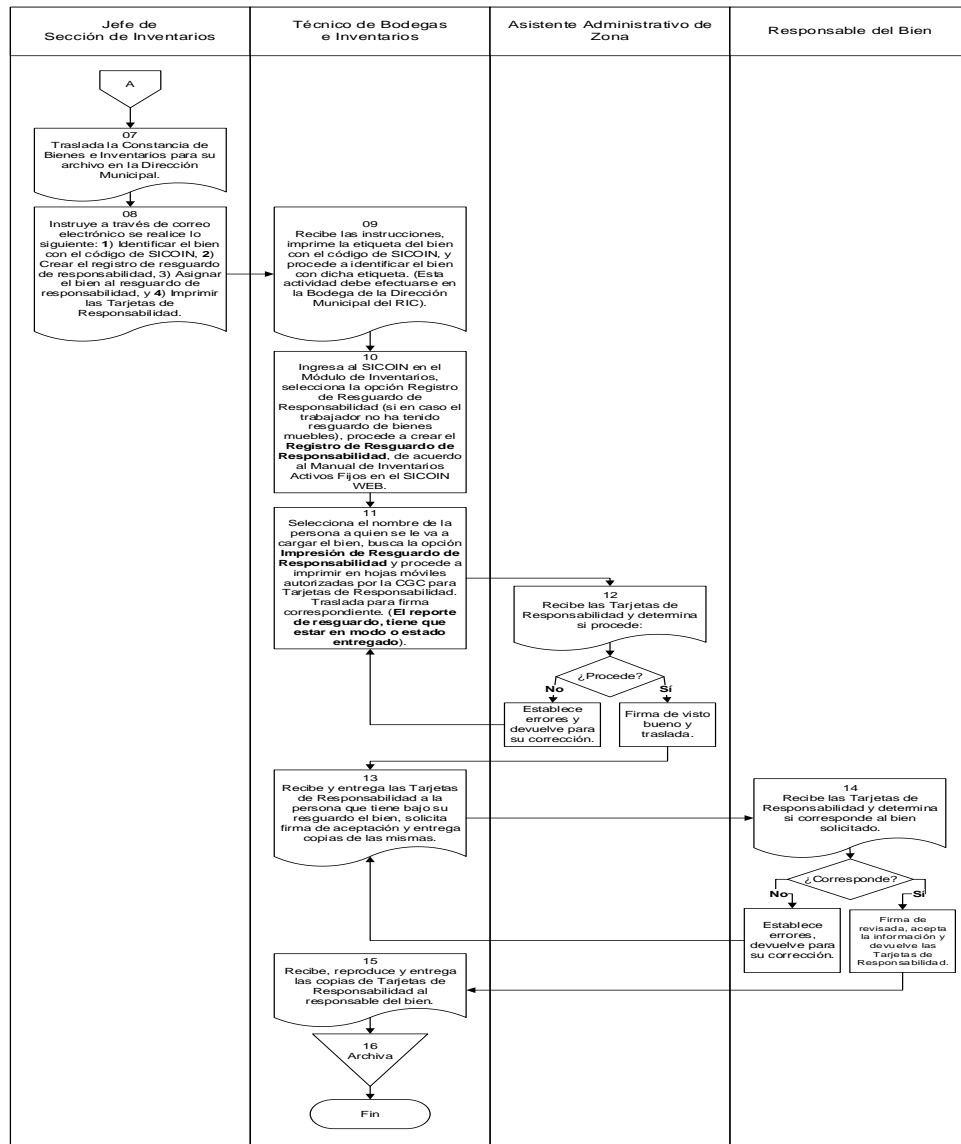 Jefe de
Sección de Inventarios
Técnico de Bodegas
e Inventarios
Asistente Administrativo de
Zona
Responsable del Bien
A
07
Traslada la Constancia de
Bienes e Inventarios para su
archivo en la Dirección
Municipal.
08
Instruye a través de correo
electrónico se realice lo
siguiente: 1) Identificar el bien
con el código de SICOIN, 2)
Crear el registro de resguardo
de responsabilidad, 3) Asignar
el bien al resguardo de
responsabilidad, y 4) Imprimir
las Tarjetas de
Responsabilidad.
09
Recibe las instrucciones,
imprime la etiqueta del bien
con el código de SICOIN, y
procede a identificar el bien
con dicha etiqueta. (Esta
actividad debe efectuarse en
la Bodega de la Dirección
Municipal del RIC).
10
Ingresa al SICOIN en el
Módulo de Inventarios,
selecciona la opción Registro
de Resguardo de
Responsabilidad (si en caso el
trabajador no ha tenido
resguardo de bienes
muebles), procede a crear el
Registro de Resguardo de
Responsabilidad, de acuerdo
al Manual de Inventarios
Activos Fijos en el SICOIN
WEB.
11
Selecciona el nombre de la
persona a quien se le va a
cargar el bien, busca la opción
Impresión de Resguardo de
Responsabilidad y procede a
imprimir en hojas móviles
autorizadas por la CGC para
Tarjetas de Responsabilidad.
Traslada para firma
correspondiente. (El reporte
de resguardo, tiene que
estar en modo o estado
entregado).
12
Recibe las Tarjetas de
Responsabilidad y determina
si procede:
¿Procede?
No
Sí
Establece
errores y
devuelve para
su corrección.
Firma de visto
bueno y
traslada.
13
Recibe y entrega las Tarjetas
de Responsabilidad a la
persona que tiene bajo su
resguardo el bien, solicita
firma de aceptación y entrega
copias de las mismas.
14
Recibe las Tarjetas de
Responsabilidad y determina
si corresponde al bien
solicitado.
¿Corresponde?
No
Sí
Establece
errores,
devuelve para
su corrección.
Firma de
revisada, acepta
la información y
devuelve las
Tarjetas de
Responsabilidad.
15
Recibe, reproduce y entrega
las copias de Tarjetas de
Responsabilidad al
responsable del bien.
16
Archiva
Fin